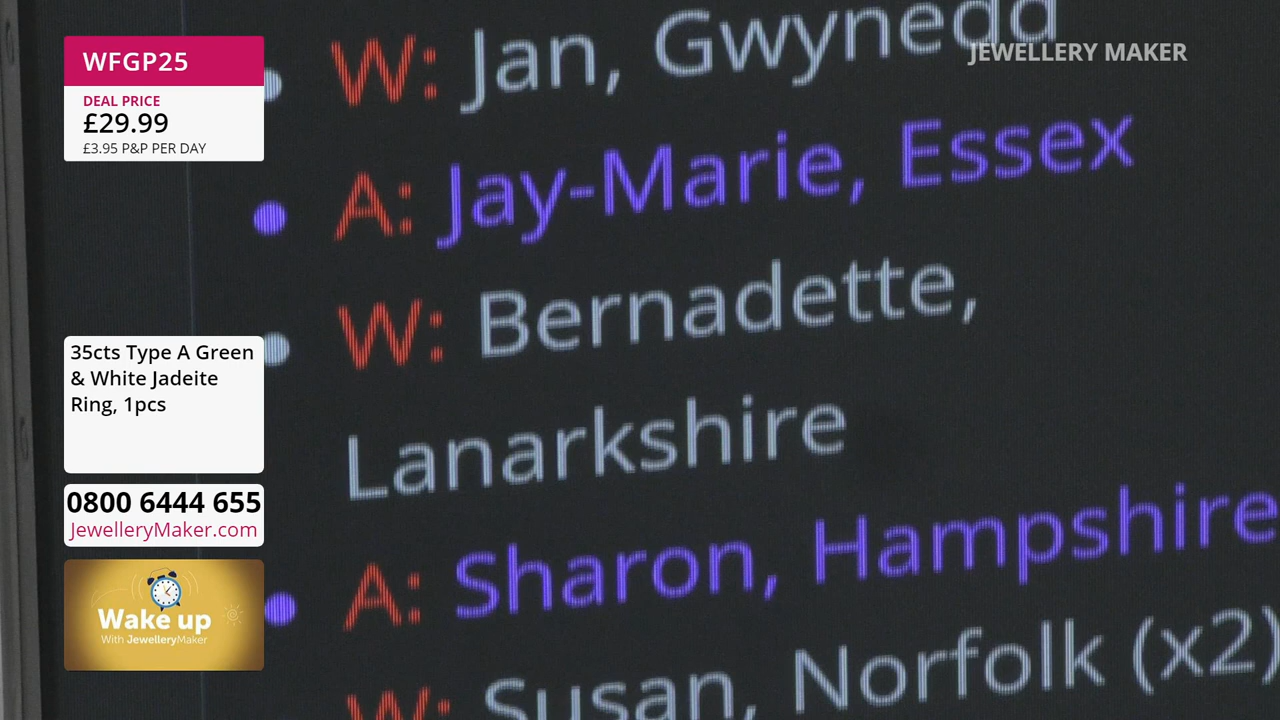 WFGP25
DEAL PRICE
£29.99
£3.95 P&P PER DAY
35cts Type A Green
& White Jadeite
Ring, 1pcs
0800 6444 655
JewelleryMaker.com
Wake up
With JewelleryMaker
JEWELLERY MAKER
W: Jan, Gwynedd
A: Jay-Marie, Essex
W: Bernadette,
Lanarkshire
A: Sharon, Hampshire
W: Susan, Norfolk (x2)